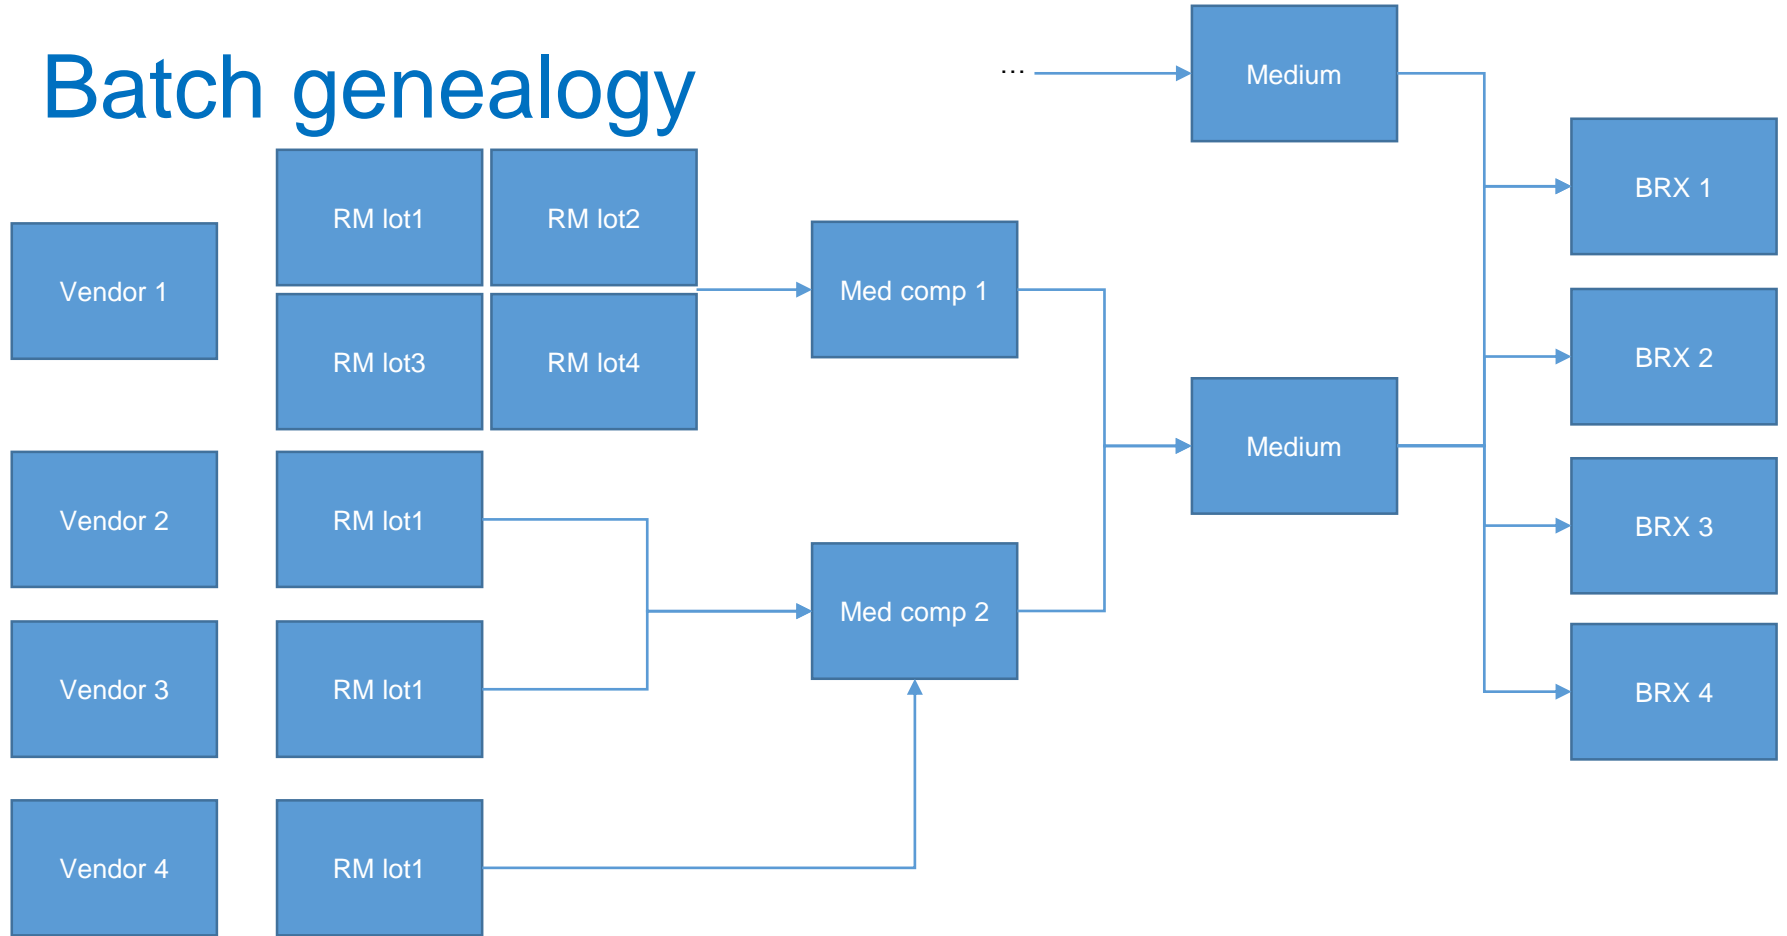 Batch genealogy
...
Medium
BRX 1
RM lot1
RM lot2
Vendor 1
Med comp 1
RM lot3
RM lot4
BRX 2
Medium
Vendor 2
RM lot1
BRX 3
Med comp 2
Vendor 3
RM lot1
BRX 4
Vendor 4
RM lot1